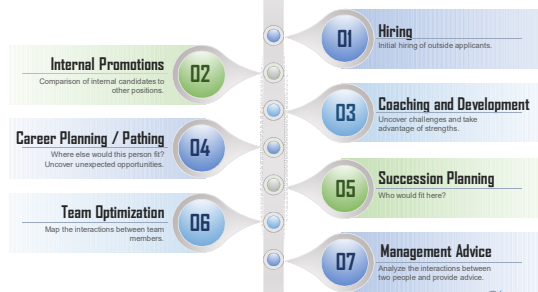 01
Hiring
Initial hiring of outside applicants.
02
Internal Promotions
Comparison of internal candidates to
other positions.
03
Coaching and Development
Uncover challenges and take
advantage of strengths.
04
Career Planning / Pathing
Where else would this person fit?
Uncover unexpected opportunities.
05
Succession Planning
Who would fit here?
06
Team Optimization
Map the interactions between team
members.
07
Management Advice
Analyze the interactions between
two people and provide advice.